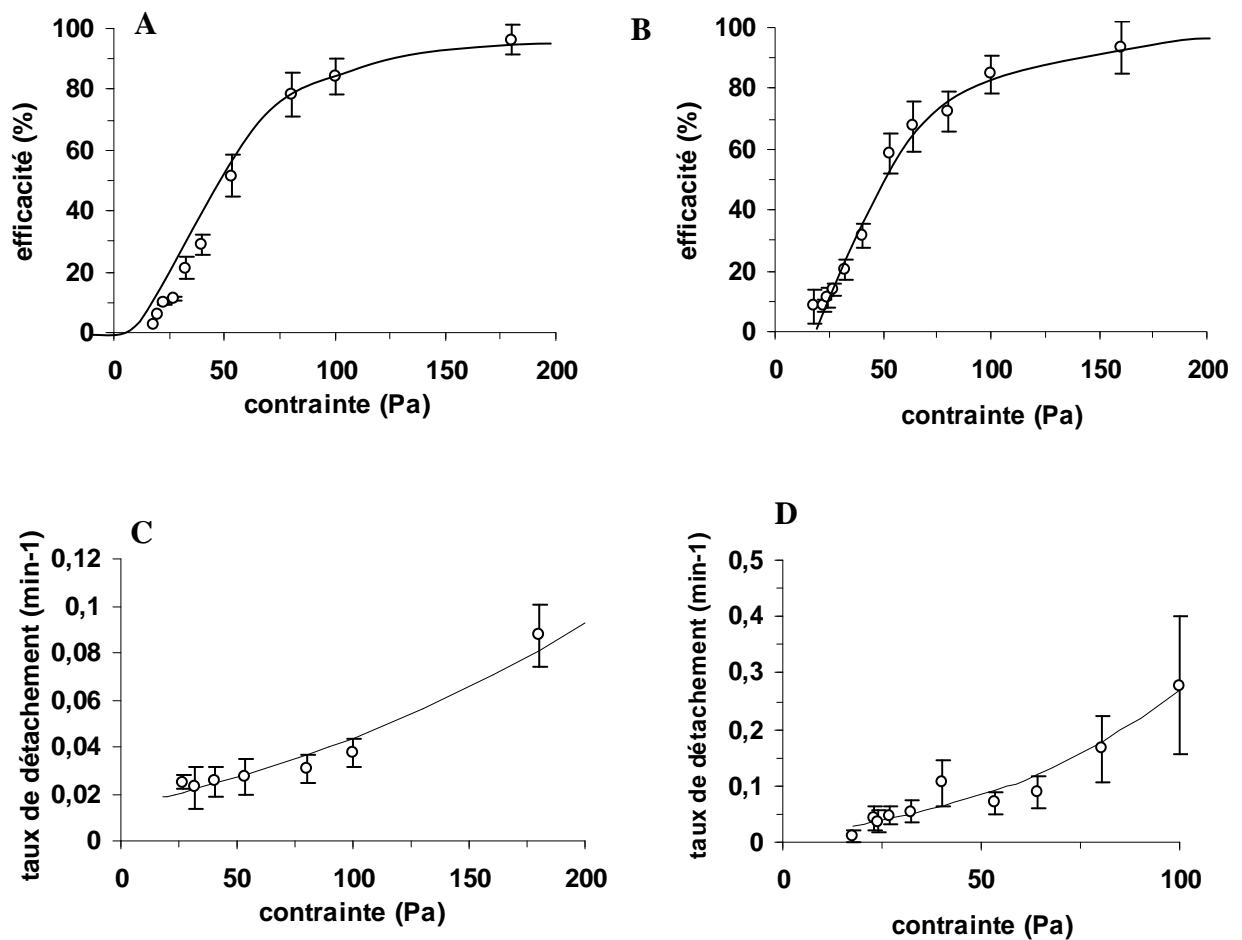 A
efficacité (%)
100
80
60
40
20
0
0 50 100 150 200
contrainte (Pa)
B
efficacité (%)
100
80
60
40
20
0
0 50 100 150 200
contrainte (Pa)
C
taux de détachement (min-1)
0,12
0,1
0,08
0,06
0,04
0,02
0
0 50 100 150 200
contrainte (Pa)
D
taux de détachement (min-1)
0,5
0,4
0,3
0,2
0,1
0
0 50 100
contrainte (Pa)